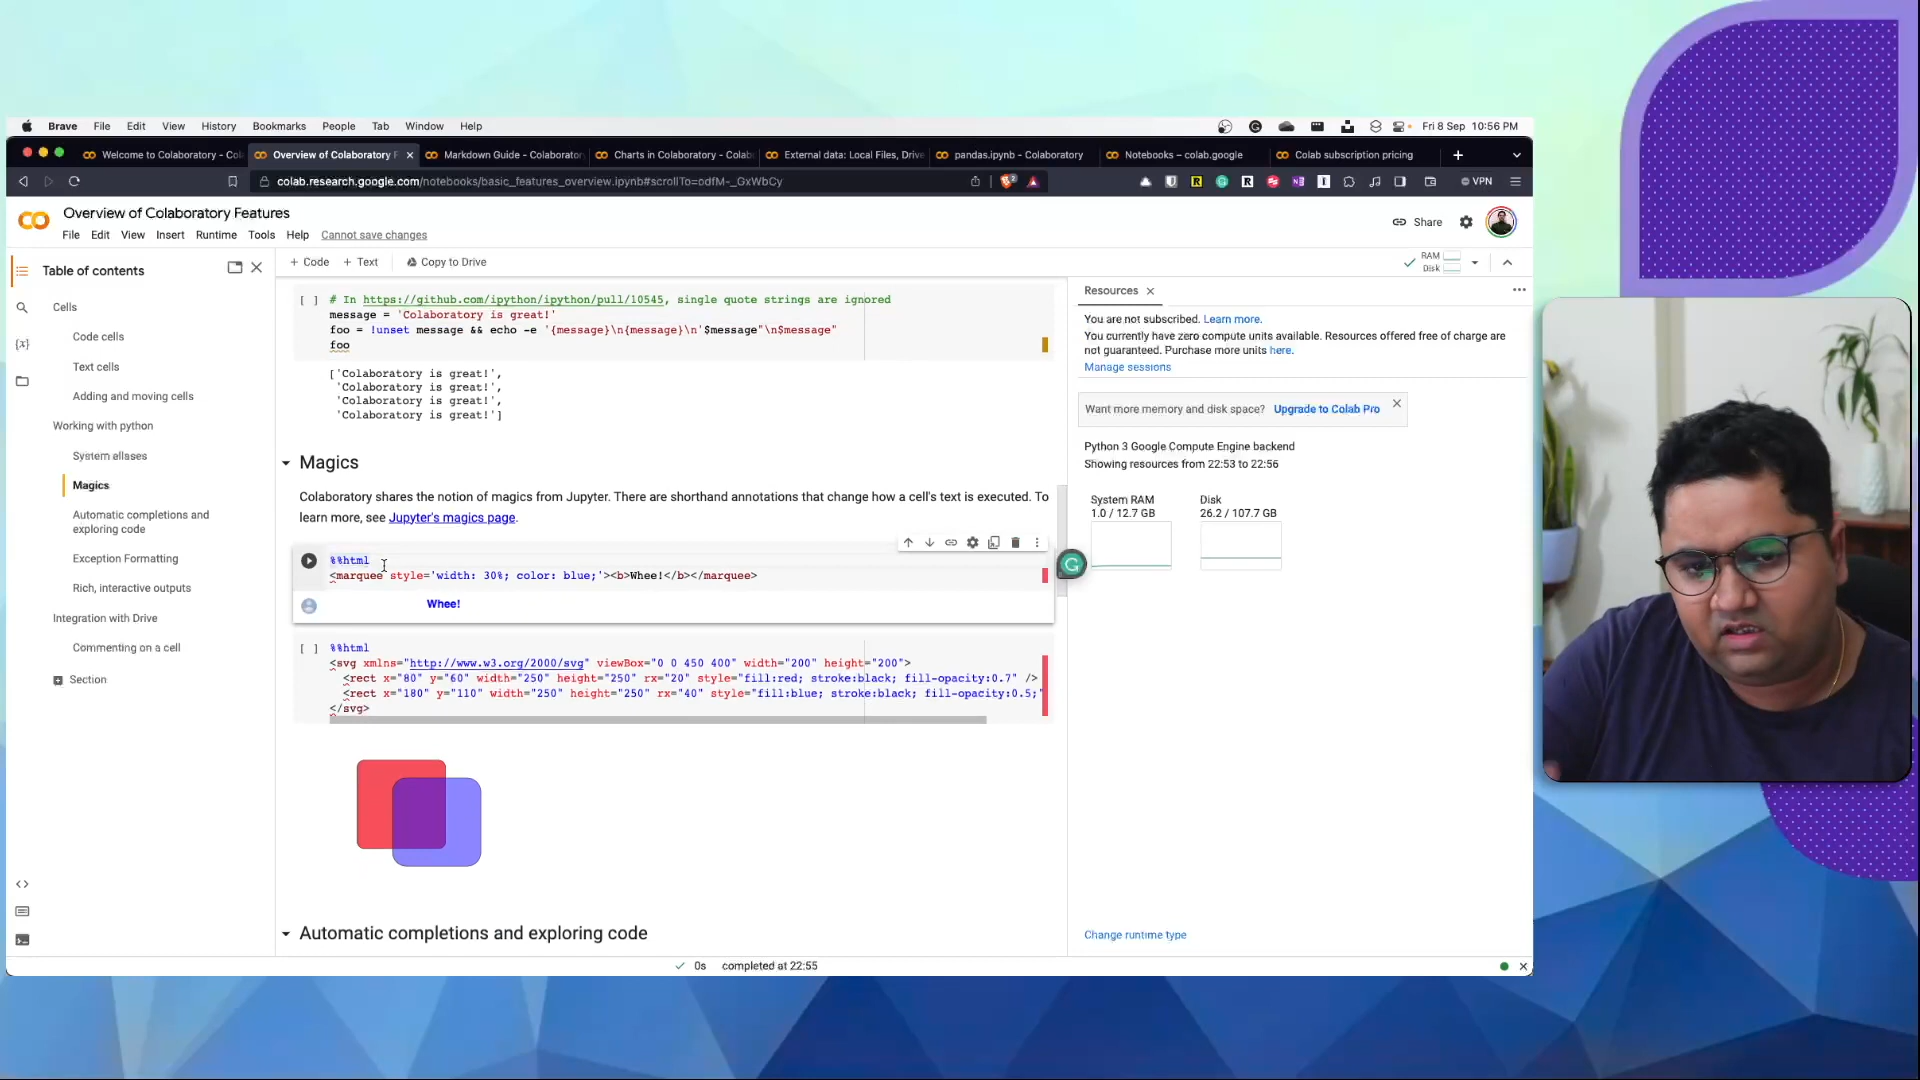 Brave File Edit View History Bookmarks People Tab Window Help Fri 8 Sep 10:56 PM
Welcome to Colaboratory - Col Overview of Colaboratory F Markdown Guide - Colaborator Charts in Colaboratory - Colab External data: Local Files, Drive pandas.ipynb - Colaboratory Notebooks – colab.google Colab subscription pricing
colab.research.google.com/notebooks/basic_features_overview.ipynb#scrollTo=odfM-_GxWbCy VPN
Overview of Colaboratory Features
File Edit View Insert Runtime Tools Help Cannot save changes
Share
Table of contents
+ Code + Text Copy to Drive
RAM
Disk
Cells
Code cells
Text cells
Adding and moving cells
Working with python
System aliases
Magics
Automatic completions and
exploring code
Exception Formatting
Rich, interactive outputs
Integration with Drive
Commenting on a cell
Section
[ ] # In https://github.com/ipython/ipython/pull/10545, single quote strings are ignored
message = 'Colaboratory is great!'
foo = !unset message && echo -e '{message}\n{message}\n'$message"\n$message"
foo
['Colaboratory is great!',
'Colaboratory is great!',
'Colaboratory is great!',
'Colaboratory is great!']
Magics
Colaboratory shares the notion of magics from Jupyter. There are shorthand annotations that change how a cell's text is executed. To
learn more, see Jupyter's magics page.
%%html
<marquee style='width: 30%; color: blue;'><b>Whee!</b></marquee>
Whee!
[ ] %%html
<svg xmlns="http://www.w3.org/2000/svg" viewBox="0 0 450 400" width="200" height="200">
<rect x="80" y="60" width="250" height="250" rx="20" style="fill:red; stroke:black; fill-opacity:0.7" />
<rect x="180" y="110" width="250" height="250" rx="40" style="fill:blue; stroke:black; fill-opacity:0.5;"
</svg>
Automatic completions and exploring code
Resources
You are not subscribed. Learn more.
You currently have zero compute units available. Resources offered free of charge are
not guaranteed. Purchase more units here.
Manage sessions
Want more memory and disk space? Upgrade to Colab Pro
Python 3 Google Compute Engine backend
Showing resources from 22:53 to 22:56
System RAM Disk
1.0 / 12.7 GB 26.2 / 107.7 GB
Change runtime type
0s completed at 22:55